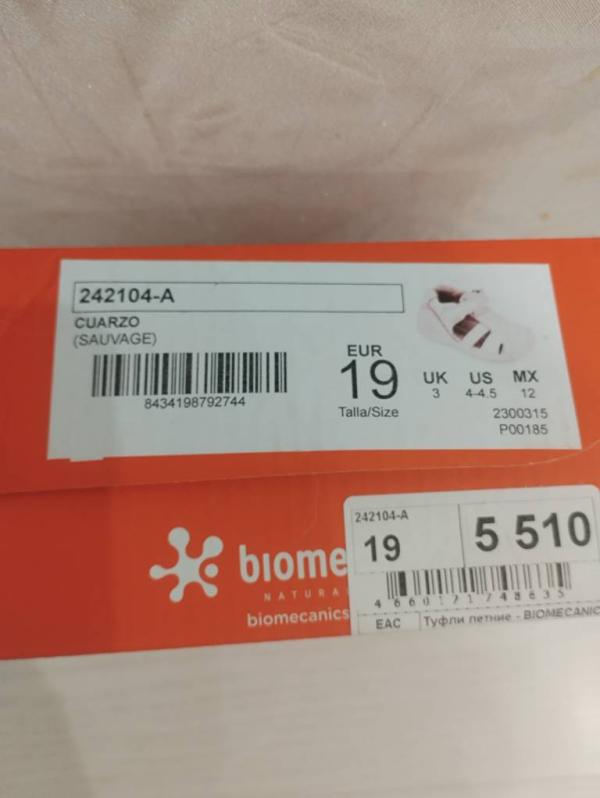 242104-A
CUARZO
(SAUVAGE)
8434198792744
EUR
19
Talla/Size
UK US MX
3 4-4.5 12
2300315
P00185
biome
NATURA
biomecanics
242104-A
19 5 510
4660171748635
EAC Туфли летние - BIOMECANIC